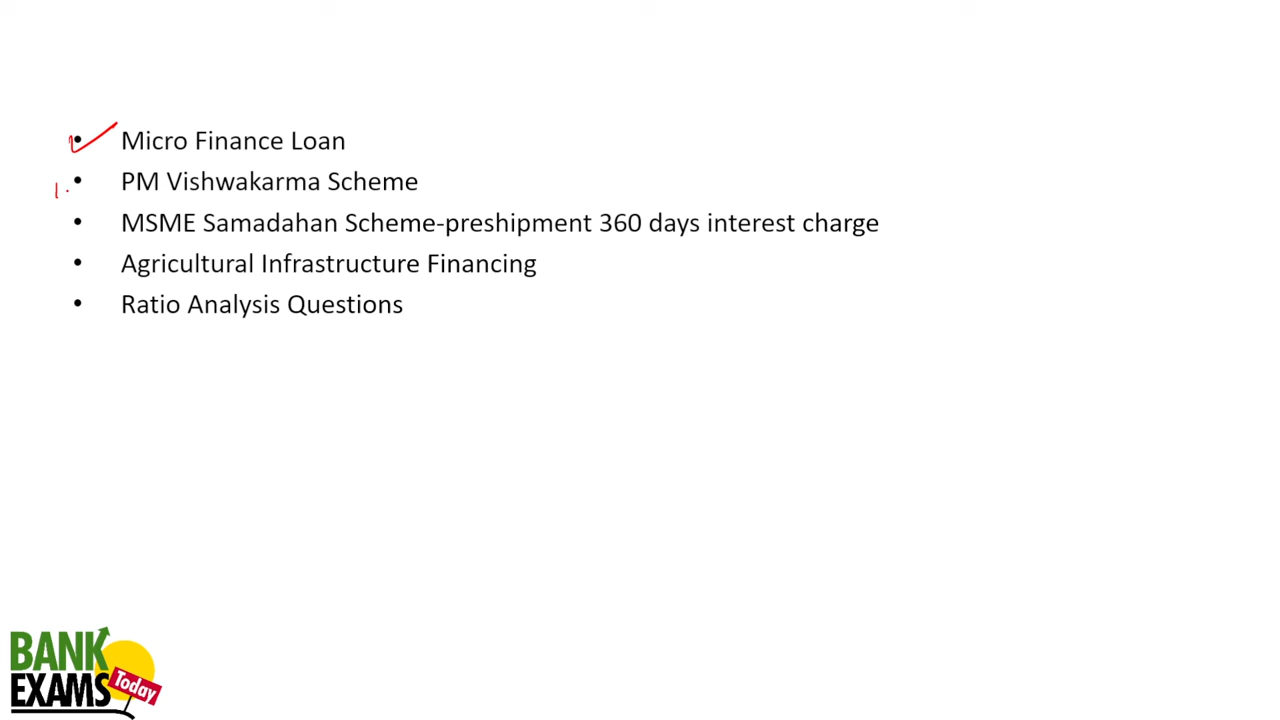 • Micro Finance Loan
• PM Vishwakarma Scheme
• MSME Samadahan Scheme-preshipment 360 days interest charge
• Agricultural Infrastructure Financing
• Ratio Analysis Questions
BANK
EXAMS
Today